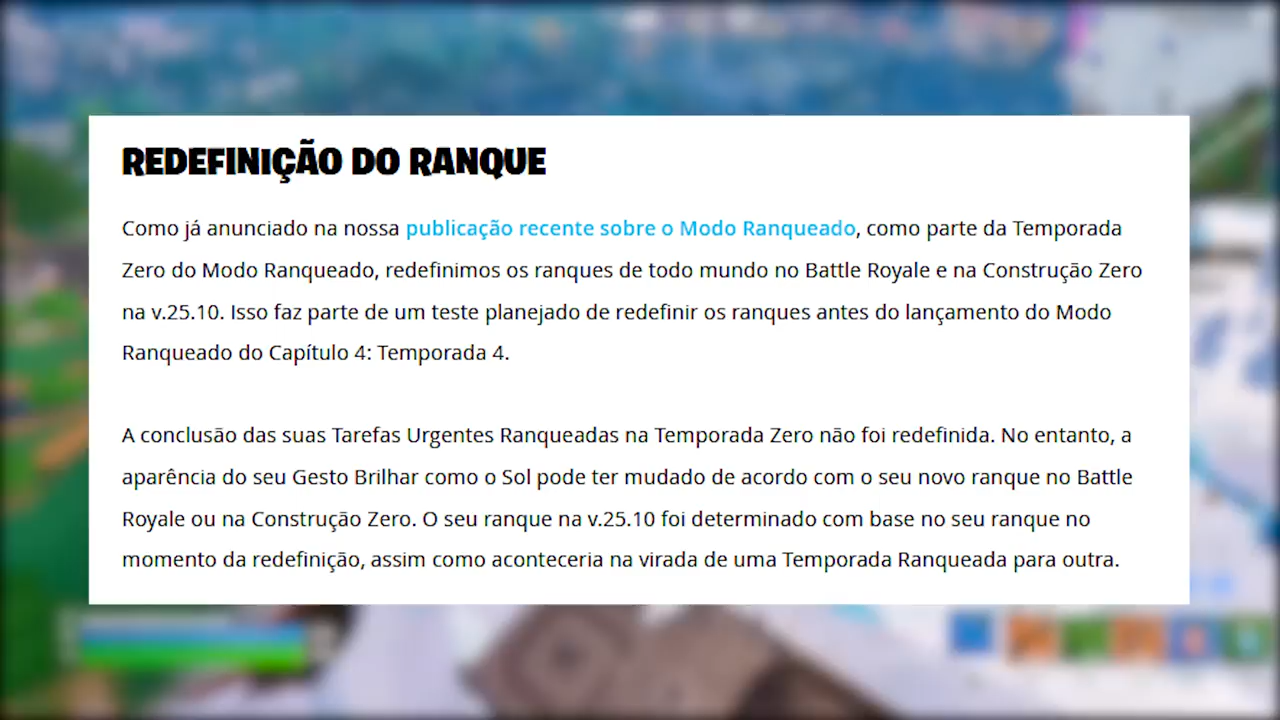 REDEFINIÇÃO DO RANQUE
Como já anunciado na nossa publicação recente sobre o Modo Ranqueado, como parte da Temporada
Zero do Modo Ranqueado, redefinimos os ranques de todo mundo no Battle Royale e na Construção Zero
na v.25.10. Isso faz parte de um teste planejado de redefinir os ranques antes do lançamento do Modo
Ranqueado do Capítulo 4: Temporada 4.
A conclusão das suas Tarefas Urgentes Ranqueadas na Temporada Zero não foi redefinida. No entanto, a
aparência do seu Gesto Brilhar como o Sol pode ter mudado de acordo com o seu novo ranque no Battle
Royale ou na Construção Zero. O seu ranque na v.25.10 foi determinado com base no seu ranque no
momento da redefinição, assim como aconteceria na virada de uma Temporada Ranqueada para outra.